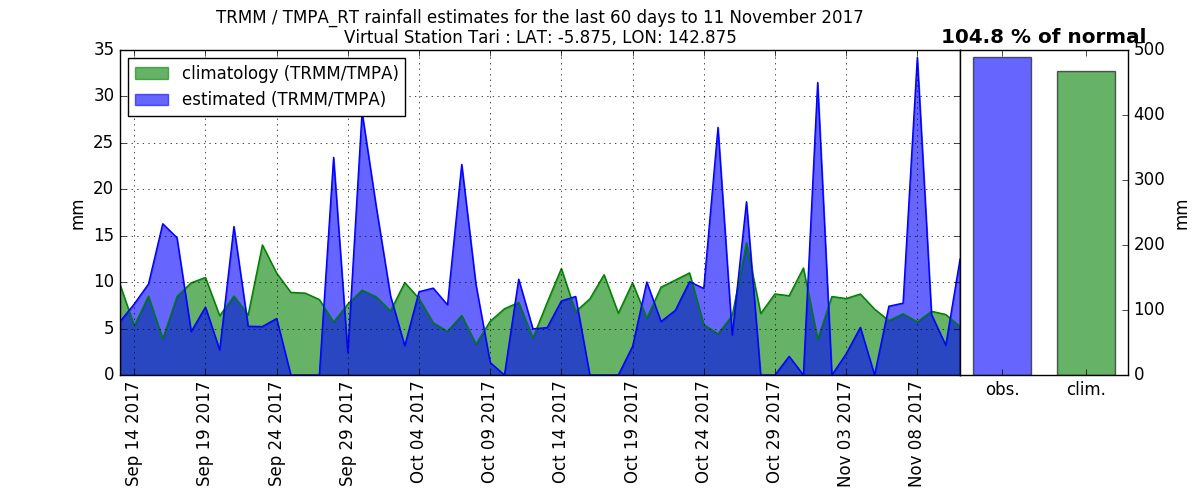 TRMM / TMPA_RT rainfall estimates for the last 60 days to 11 November 2017
Virtual Station Tari : LAT: -5.875, LON: 142.875
104.8 % of normal
climatology (TRMM/TMPA)
estimated (TRMM/TMPA)
35
30
25
20
15
10
5
0
mm
500
400
300
200
100
0
mm
Sep 14 2017
Sep 19 2017
Sep 24 2017
Sep 29 2017
Oct 04 2017
Oct 09 2017
Oct 14 2017
Oct 19 2017
Oct 24 2017
Oct 29 2017
Nov 03 2017
Nov 08 2017
obs.
clim.